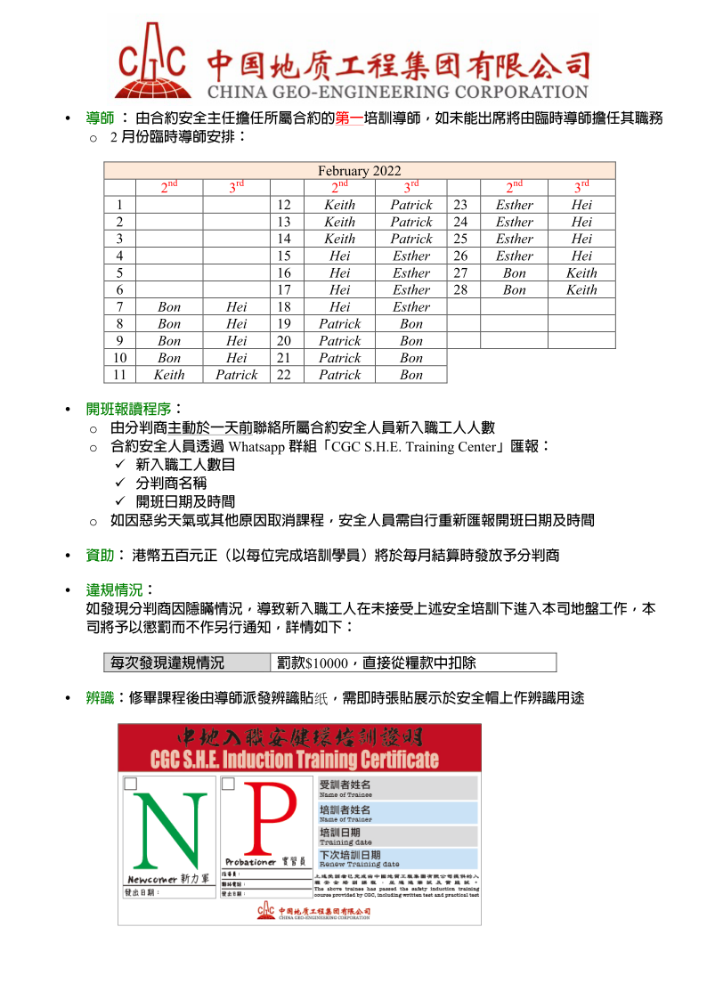 CGC 中国地质工程集团有限公司
CHINA GEO-ENGINEERING CORPORATION
• 導師 ： 由合約安全主任擔任所屬合約的第一培訓導師，如未能出席將由臨時導師擔任其職務
o 2 月份臨時導師安排：
February 2022
2nd 3rd 2nd 3rd 2nd 3rd
1 12 Keith Patrick 23 Esther Hei
2 13 Keith Patrick 24 Esther Hei
3 14 Keith Patrick 25 Esther Hei
4 15 Hei Esther 26 Esther Hei
5 16 Hei Esther 27 Bon Keith
6 17 Hei Esther 28 Bon Keith
7 Bon Hei 18 Hei Esther
8 Bon Hei 19 Patrick Bon
9 Bon Hei 20 Patrick Bon
10 Bon Hei 21 Patrick Bon
11 Keith Patrick 22 Patrick Bon
• 開班報讀程序：
o 由分判商主動於一天前聯絡所屬合約安全人員新入職工人人數
o 合約安全人員透過 Whatsapp 群組「CGC S.H.E. Training Center」匯報：
✓ 新入職工人數目
✓ 分判商名稱
✓ 開班日期及時間
o 如因惡劣天氣或其他原因取消課程，安全人員需自行重新匯報開班日期及時間
• 資助： 港幣五百元正（以每位完成培訓學員）將於每月結算時發放予分判商
• 違規情況：
如發現分判商因隱瞞情況，導致新入職工人在未接受上述安全培訓下進入本司地盤工作，本
司將予以懲罰而不作另行通知，詳情如下：
每次發現違規情況 罰款$10000，直接從糧款中扣除
• 辨識：修畢課程後由導師派發辨識貼纸，需即時張貼展示於安全帽上作辨識用途
中地入職安健環培訓證明
CGC S.H.E. Induction Training Certificate
N
Newcomer 新力軍
發出日期：
P
Probationer 實習員
指導員：
聯絡電話：
發出日期：
受訓者姓名
Name of Trainee
培訓者姓名
Name of Trainer
培訓日期
Training date
下次培訓日期
Renew Training date
上述受訓者已完成由中國地質工程集團有限公司提供的入
職安全培訓課程，並通過筆試及實踐試。
The above trainee has passed the safety induction training
course provided by CGC, including written test and practical test
CGC 中国地质工程集团有限公司
CHINA GEO-ENGINEERING CORPORATION